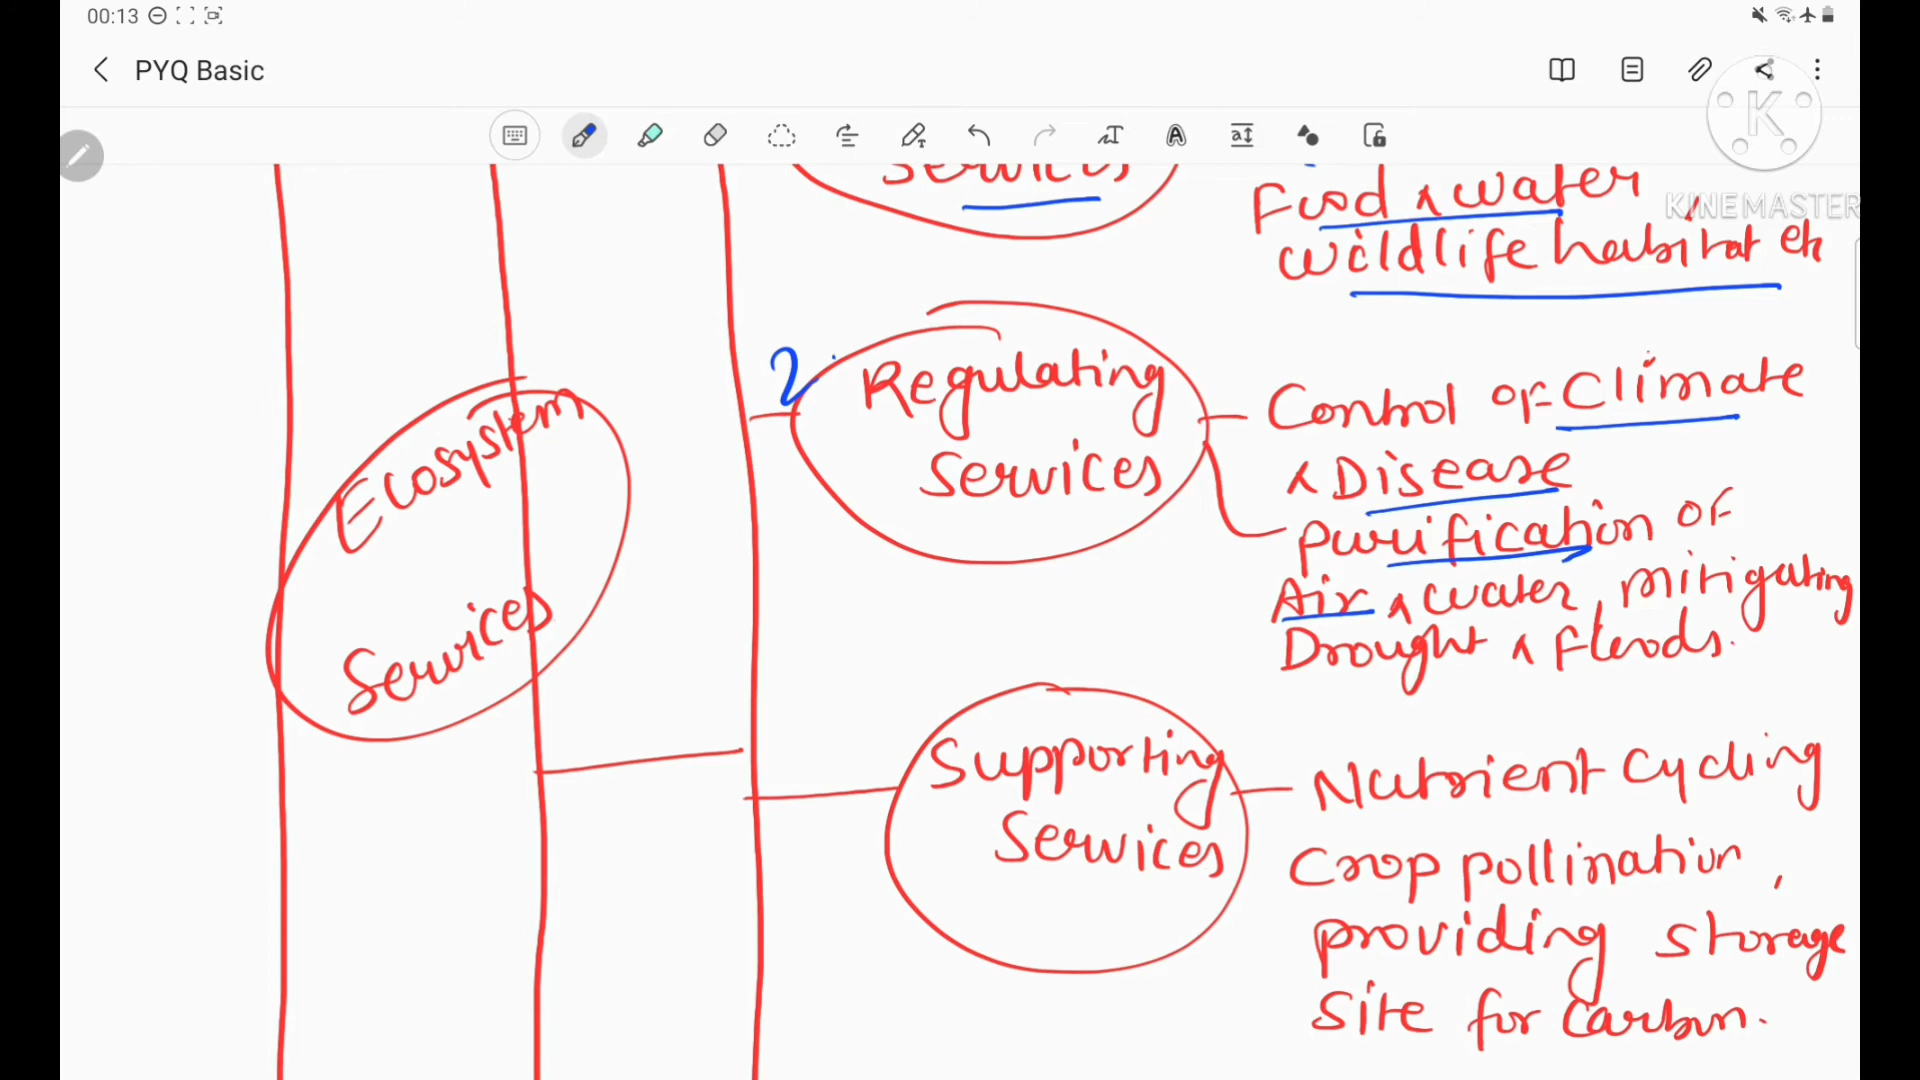 00:13
PYQ Basic
KINEMASTER
Services
Food & water,
wildlife habitat etc
2.
Regulating
Services
Control of Climate
& Disease
purification of
Air & water, mitigating
Drought & floods.
Ecosystem
Services
Supporting
Services
Nutrient Cycling
Crop pollination,
providing storage
site for carbon.